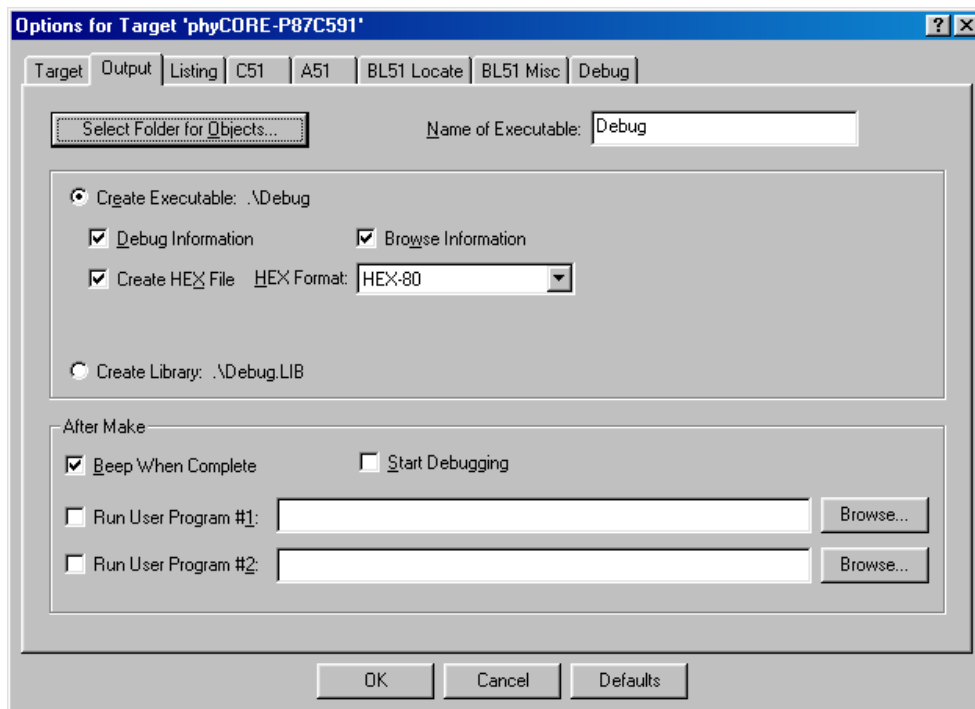 Options for Target 'phyCORE-P87C591'
Target Output Listing C51 A51 BL51 Locate BL51 Misc Debug
Select Folder for Objects... Name of Executable: Debug
Create Executable: .\Debug
Debug Information Browse Information
Create HEX File HEX Format: HEX-80
Create Library: .\Debug.LIB
After Make
Beep When Complete Start Debugging
Run User Program #1: Browse...
Run User Program #2: Browse...
OK Cancel Defaults